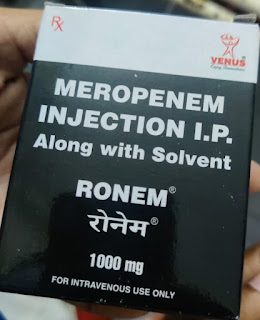 Rx
VENUS
MEROPENEM
INJECTION I.P.
Along with Solvent
RONEM®
रोनेम®
1000 mg
FOR INTRAVENOUS USE ONLY